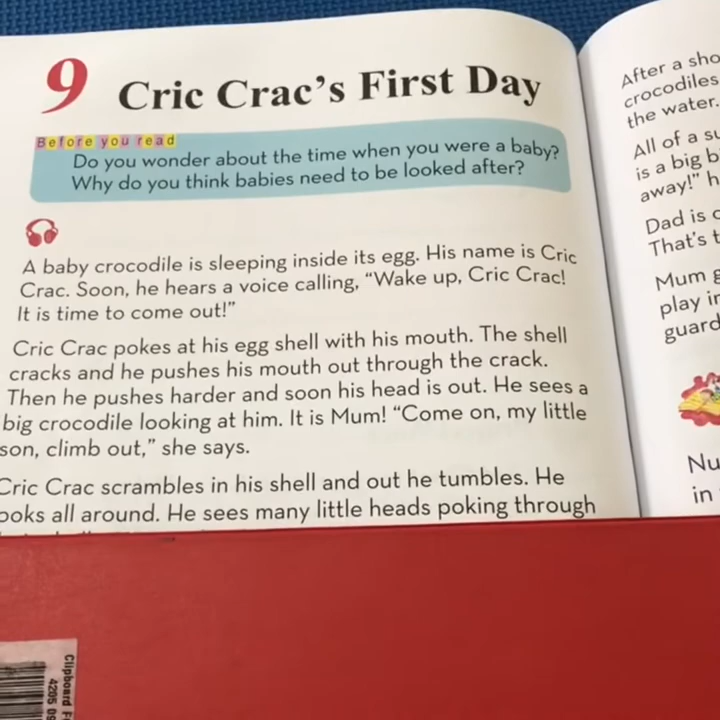 9 Cric Crac's First Day
Before you read
Do you wonder about the time when you were a baby?
Why do you think babies need to be looked after?
A baby crocodile is sleeping inside its egg. His name is Cric
Crac. Soon, he hears a voice calling, “Wake up, Cric Crac!
It is time to come out!”
Cric Crac pokes at his egg shell with his mouth. The shell
cracks and he pushes his mouth out through the crack.
Then he pushes harder and soon his head is out. He sees a
big crocodile looking at him. It is Mum! “Come on, my little
son, climb out,” she says.
Cric Crac scrambles in his shell and out he tumbles. He
ooks all around. He sees many little heads poking through
After a sho
crocodiles
the water.
All of a su
is a big b
away!” h
Dad is
That's t
Mum g
play in
guard
Nu
in
Clipboard F
4205 09